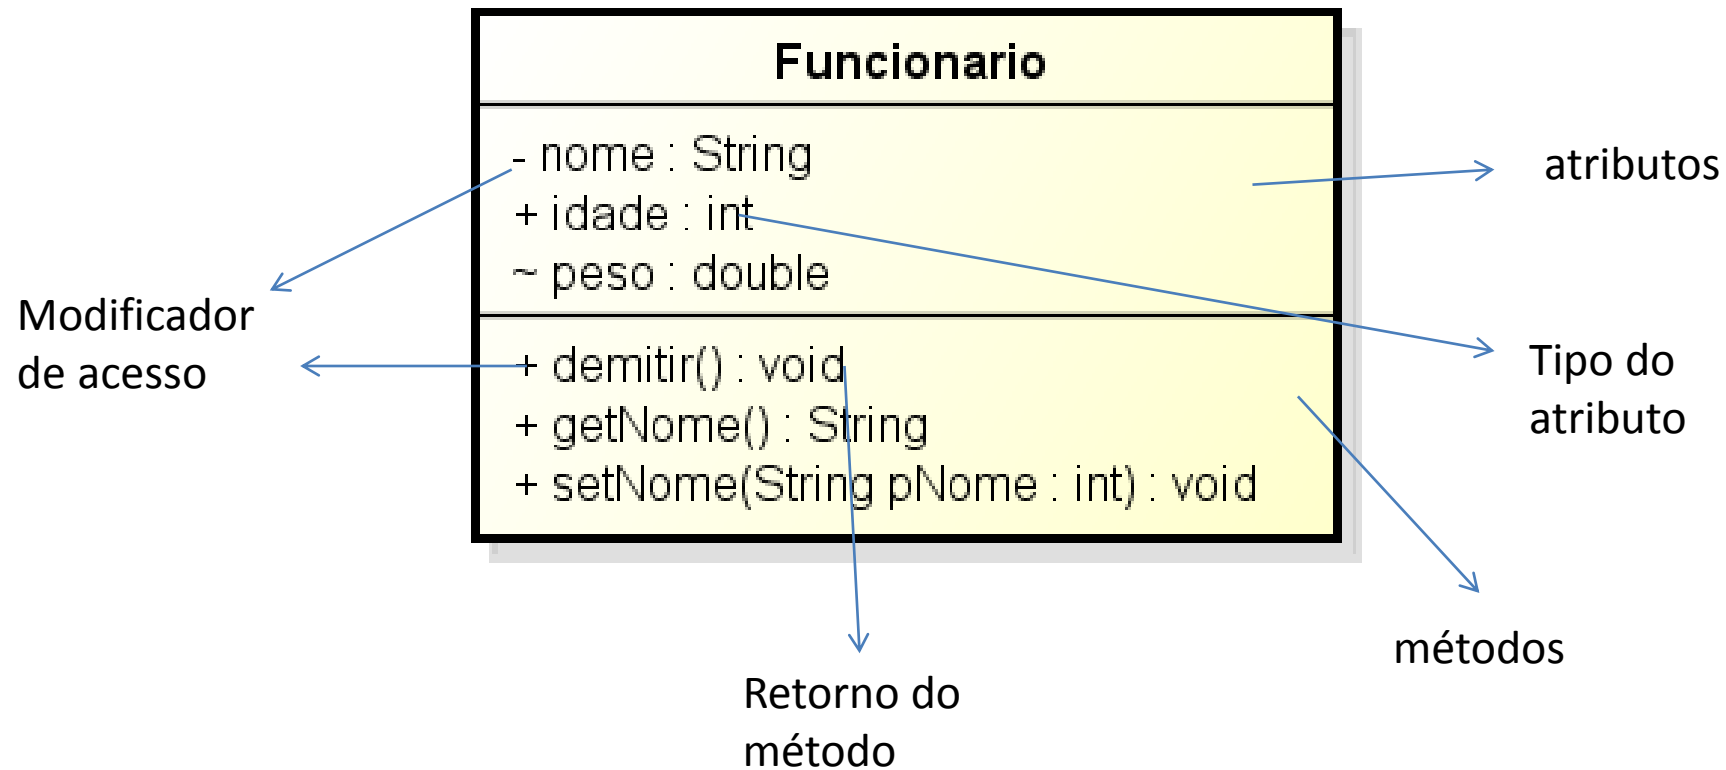 Funcionario
- nome : String
+ idade : int
~ peso : double
+ demitir() : void
+ getNome() : String
+ setNome(String pNome : int) : void
atributos
Modificador
de acesso
Tipo do
atributo
métodos
Retorno do
método